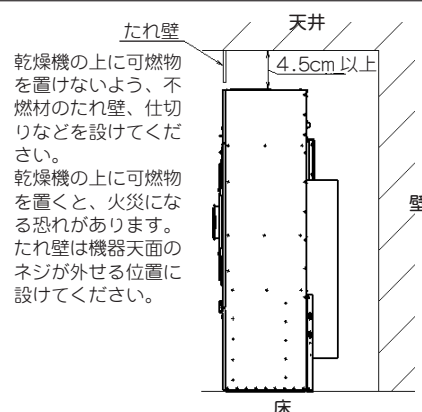 天井
たれ壁
4.5cm 以上
乾燥機の上に可燃物
を置けないよう、不
燃材のたれ壁、仕切
りなどを設けてくだ
さい。
乾燥機の上に可燃物
を置くと、火災にな
る恐れがあります。
たれ壁は機器天面の
ネジが外せる位置に
設けてください。
壁
床